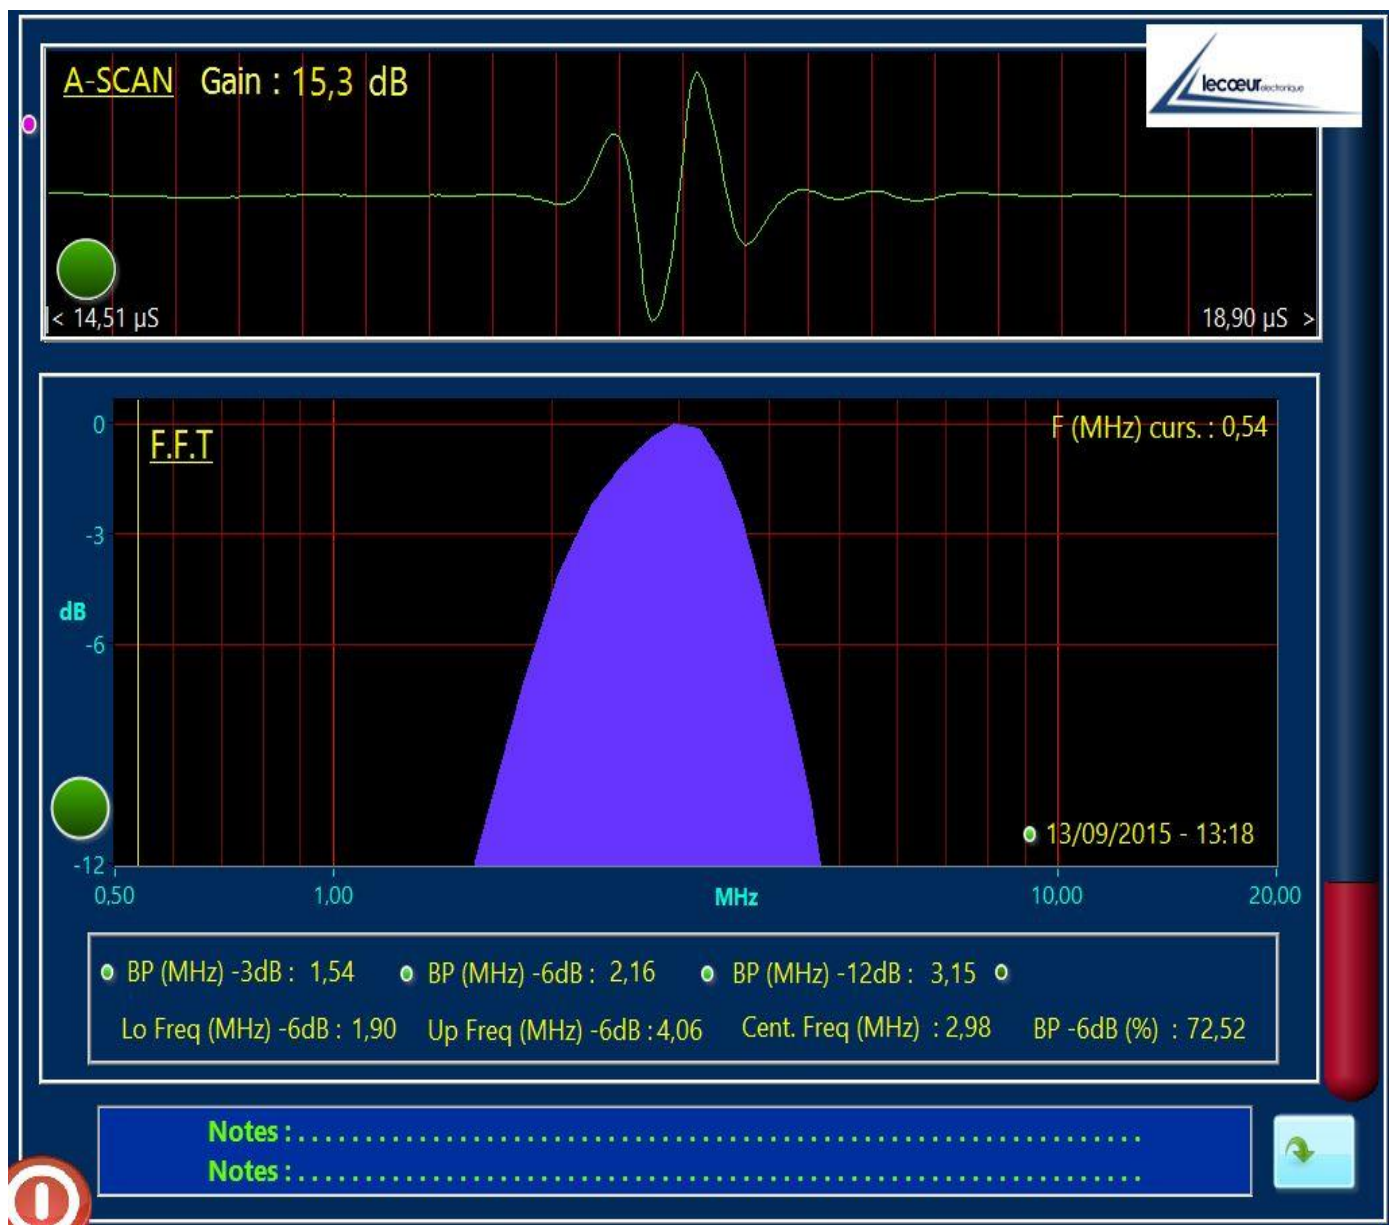 A-SCAN Gain : 15,3 dB
lecœur electronique
|< 14,51 µS
18,90 µS >
F.F.T
F (MHz) curs. : 0,54
0
-3
dB
-6
-12
13/09/2015 - 13:18
0,50 1,00 MHz 10,00 20,00
BP (MHz) -3dB : 1,54 BP (MHz) -6dB : 2,16 BP (MHz) -12dB : 3,15
Lo Freq (MHz) -6dB : 1,90 Up Freq (MHz) -6dB :4,06 Cent. Freq (MHz) : 2,98 BP -6dB (%) : 72,52
Notes :...............................................................
Notes :...............................................................